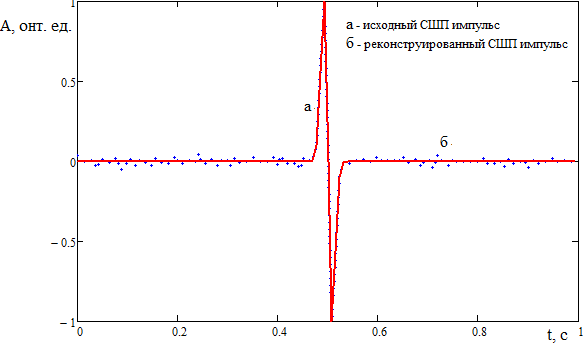 1
A, онт. ед.
а - исходный СШП импульс
б - реконструированный СШП импульс
0.5
а
б
0
– 0.5
– 1
0
0.2
0.4
0.6
0.8
1
t, с